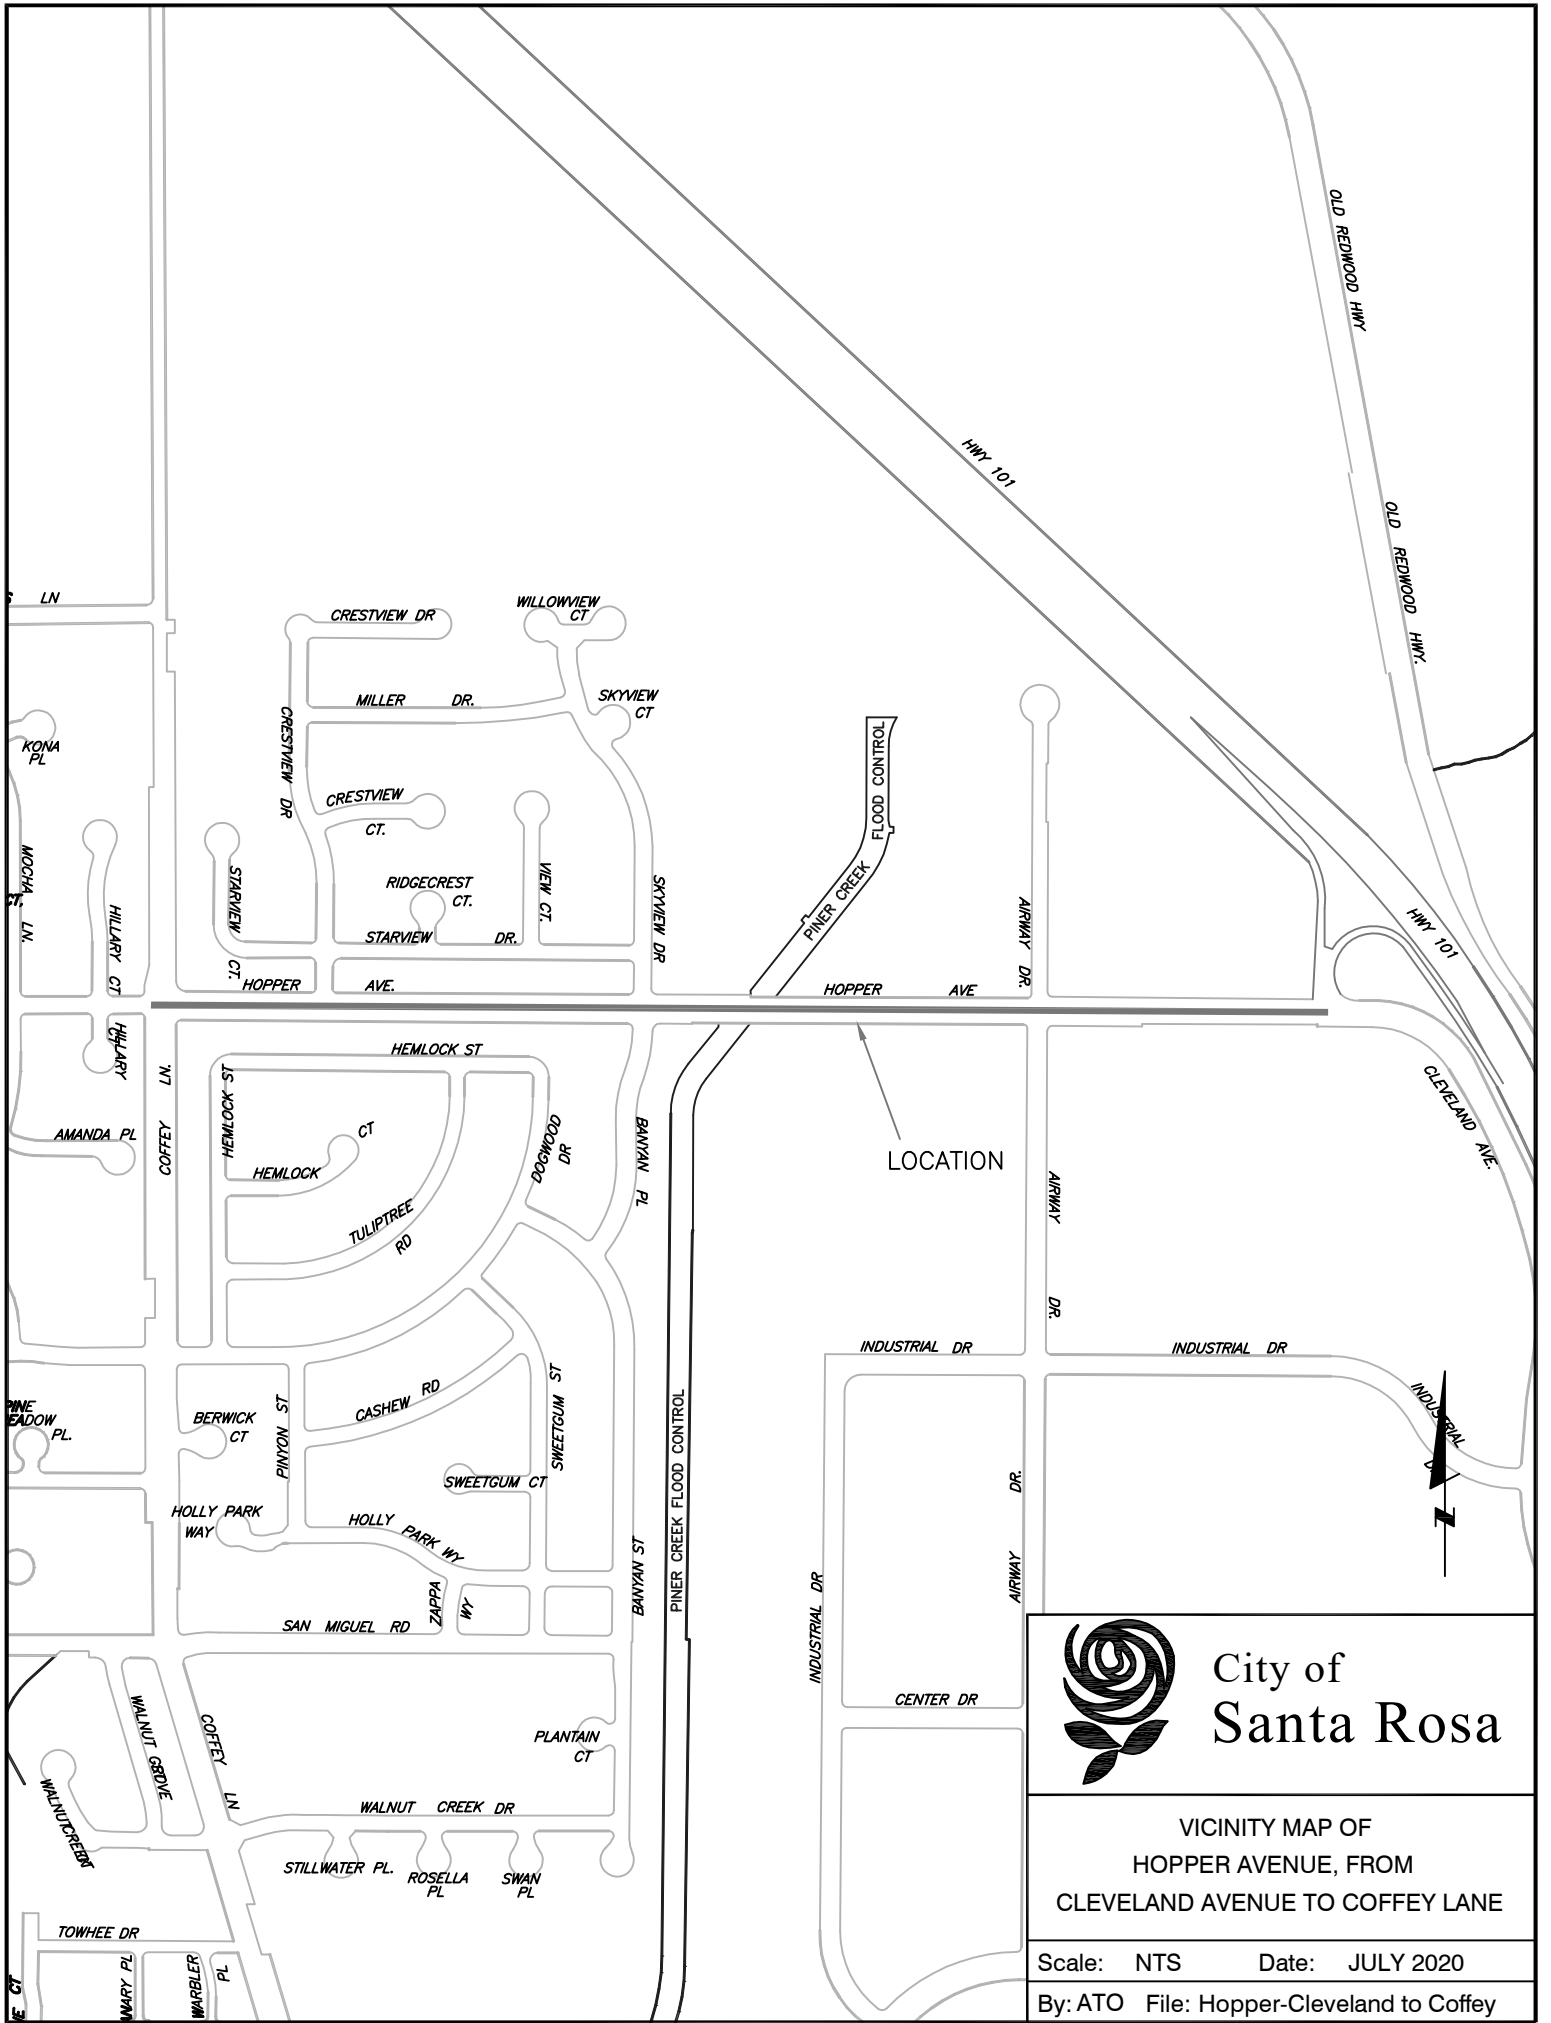 OLD REDWOOD HWY
HWY 101
OLD REDWOOD HWY.
LN
CRESTVIEW DR
WILLOWVIEW
CT
MILLER DR.
SKYVIEW
CT
CRESTVIEW DR
KONA
PL
FLOOD CONTROL
PINER CREEK
CRESTVIEW
CT.
MOCHA LN.
CT.
HILLARY CT
STARVIEW
CT.
RIDGECREST
CT.
VIEW CT.
SKYVIEW DR
STARVIEW DR.
AIRWAY DR.
HWY 101
HOPPER AVE.
HOPPER AVE
HILLARY
CT
COFFEY LN.
HEMLOCK ST
HEMLOCK ST
CLEVELAND AVE.
AMANDA PL
HEMLOCK
CT
DOGWOOD
DR
BANYAN PL
LOCATION
TULIPTREE
RD
AIRWAY DR.
INDUSTRIAL DR
INDUSTRIAL DR
INDUSTRIAL
PINE
EADOW
PL.
BERWICK
CT
PINYON ST
CASHEW RD
SWEETGUM ST
SWEETGUM CT
PINER CREEK FLOOD CONTROL
HOLLY PARK
WAY
HOLLY PARK WY
ZAPPA
WY
BANYAN ST
INDUSTRIAL DR
AIRWAY DR.
SAN MIGUEL RD
CENTER DR
WALNUT GROVE
COFFEY LN
PLANTAIN
CT
WALNUT CREEK DR
STILLWATER PL.
ROSELLA
PL
SWAN
PL
TOWHEE DR
WARBLER
PL
N
City of
Santa Rosa
VICINITY MAP OF
HOPPER AVENUE, FROM
CLEVELAND AVENUE TO COFFEY LANE
Scale: NTS Date: JULY 2020
By: ATO File: Hopper-Cleveland to Coffey